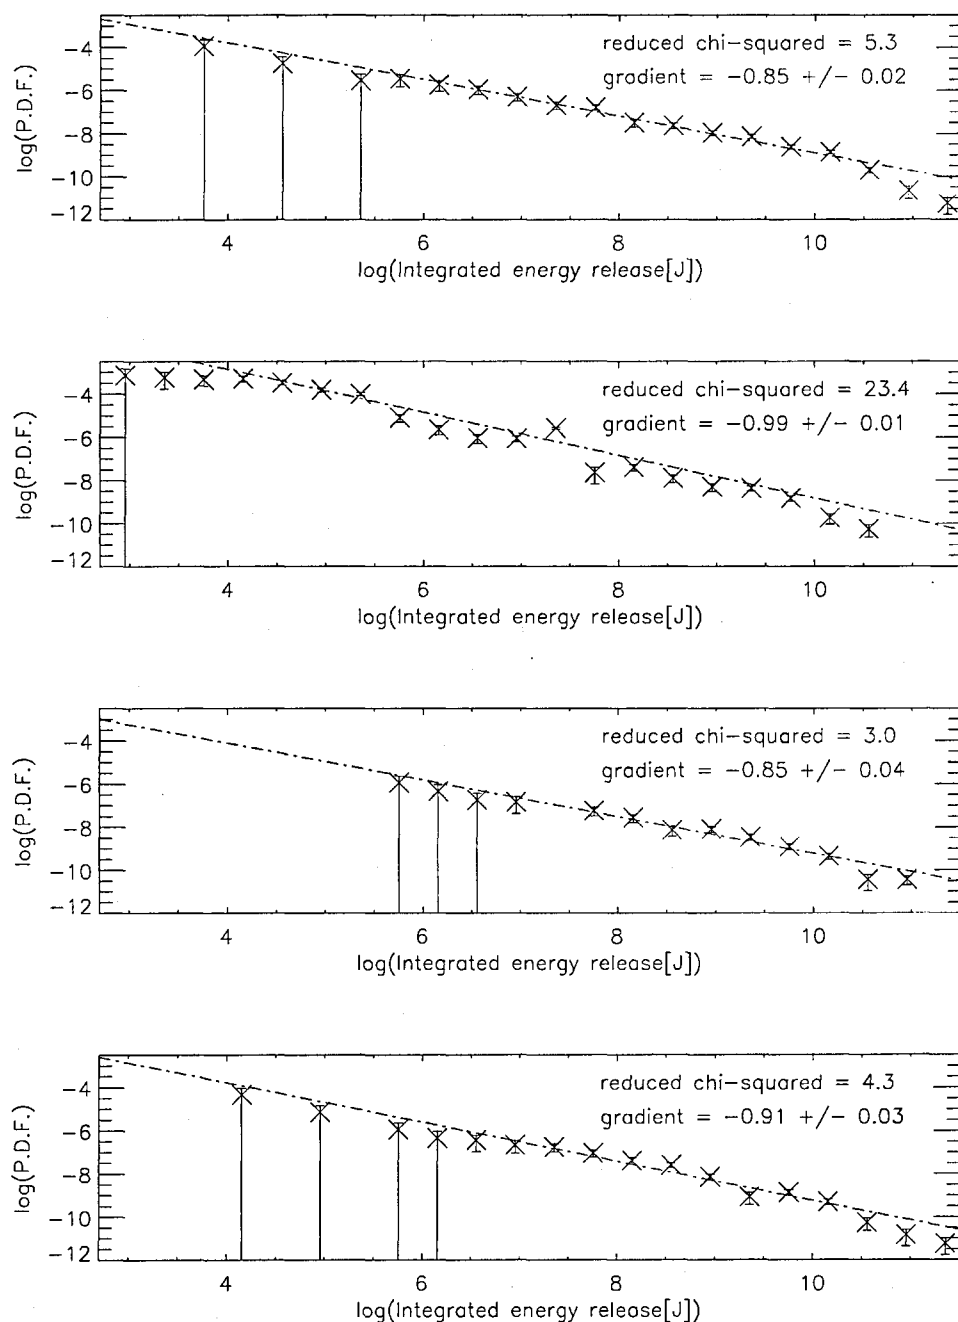 reduced chi-squared = 5.3
gradient = -0.85 +/- 0.02
log(P.D.F.)
-4
-6
-8
-10
-12
4 6 8 10
log(Integrated energy release[J])
reduced chi-squared = 23.4
gradient = -0.99 +/- 0.01
log(P.D.F.)
-4
-6
-8
-10
-12
4 6 8 10
log(Integrated energy release[J])
reduced chi-squared = 3.0
gradient = -0.85 +/- 0.04
log(P.D.F.)
-4
-6
-8
-10
-12
4 6 8 10
log(Integrated energy release[J])
reduced chi-squared = 4.3
gradient = -0.91 +/- 0.03
log(P.D.F.)
-4
-6
-8
-10
-12
4 6 8 10
log(Integrated energy release[J])